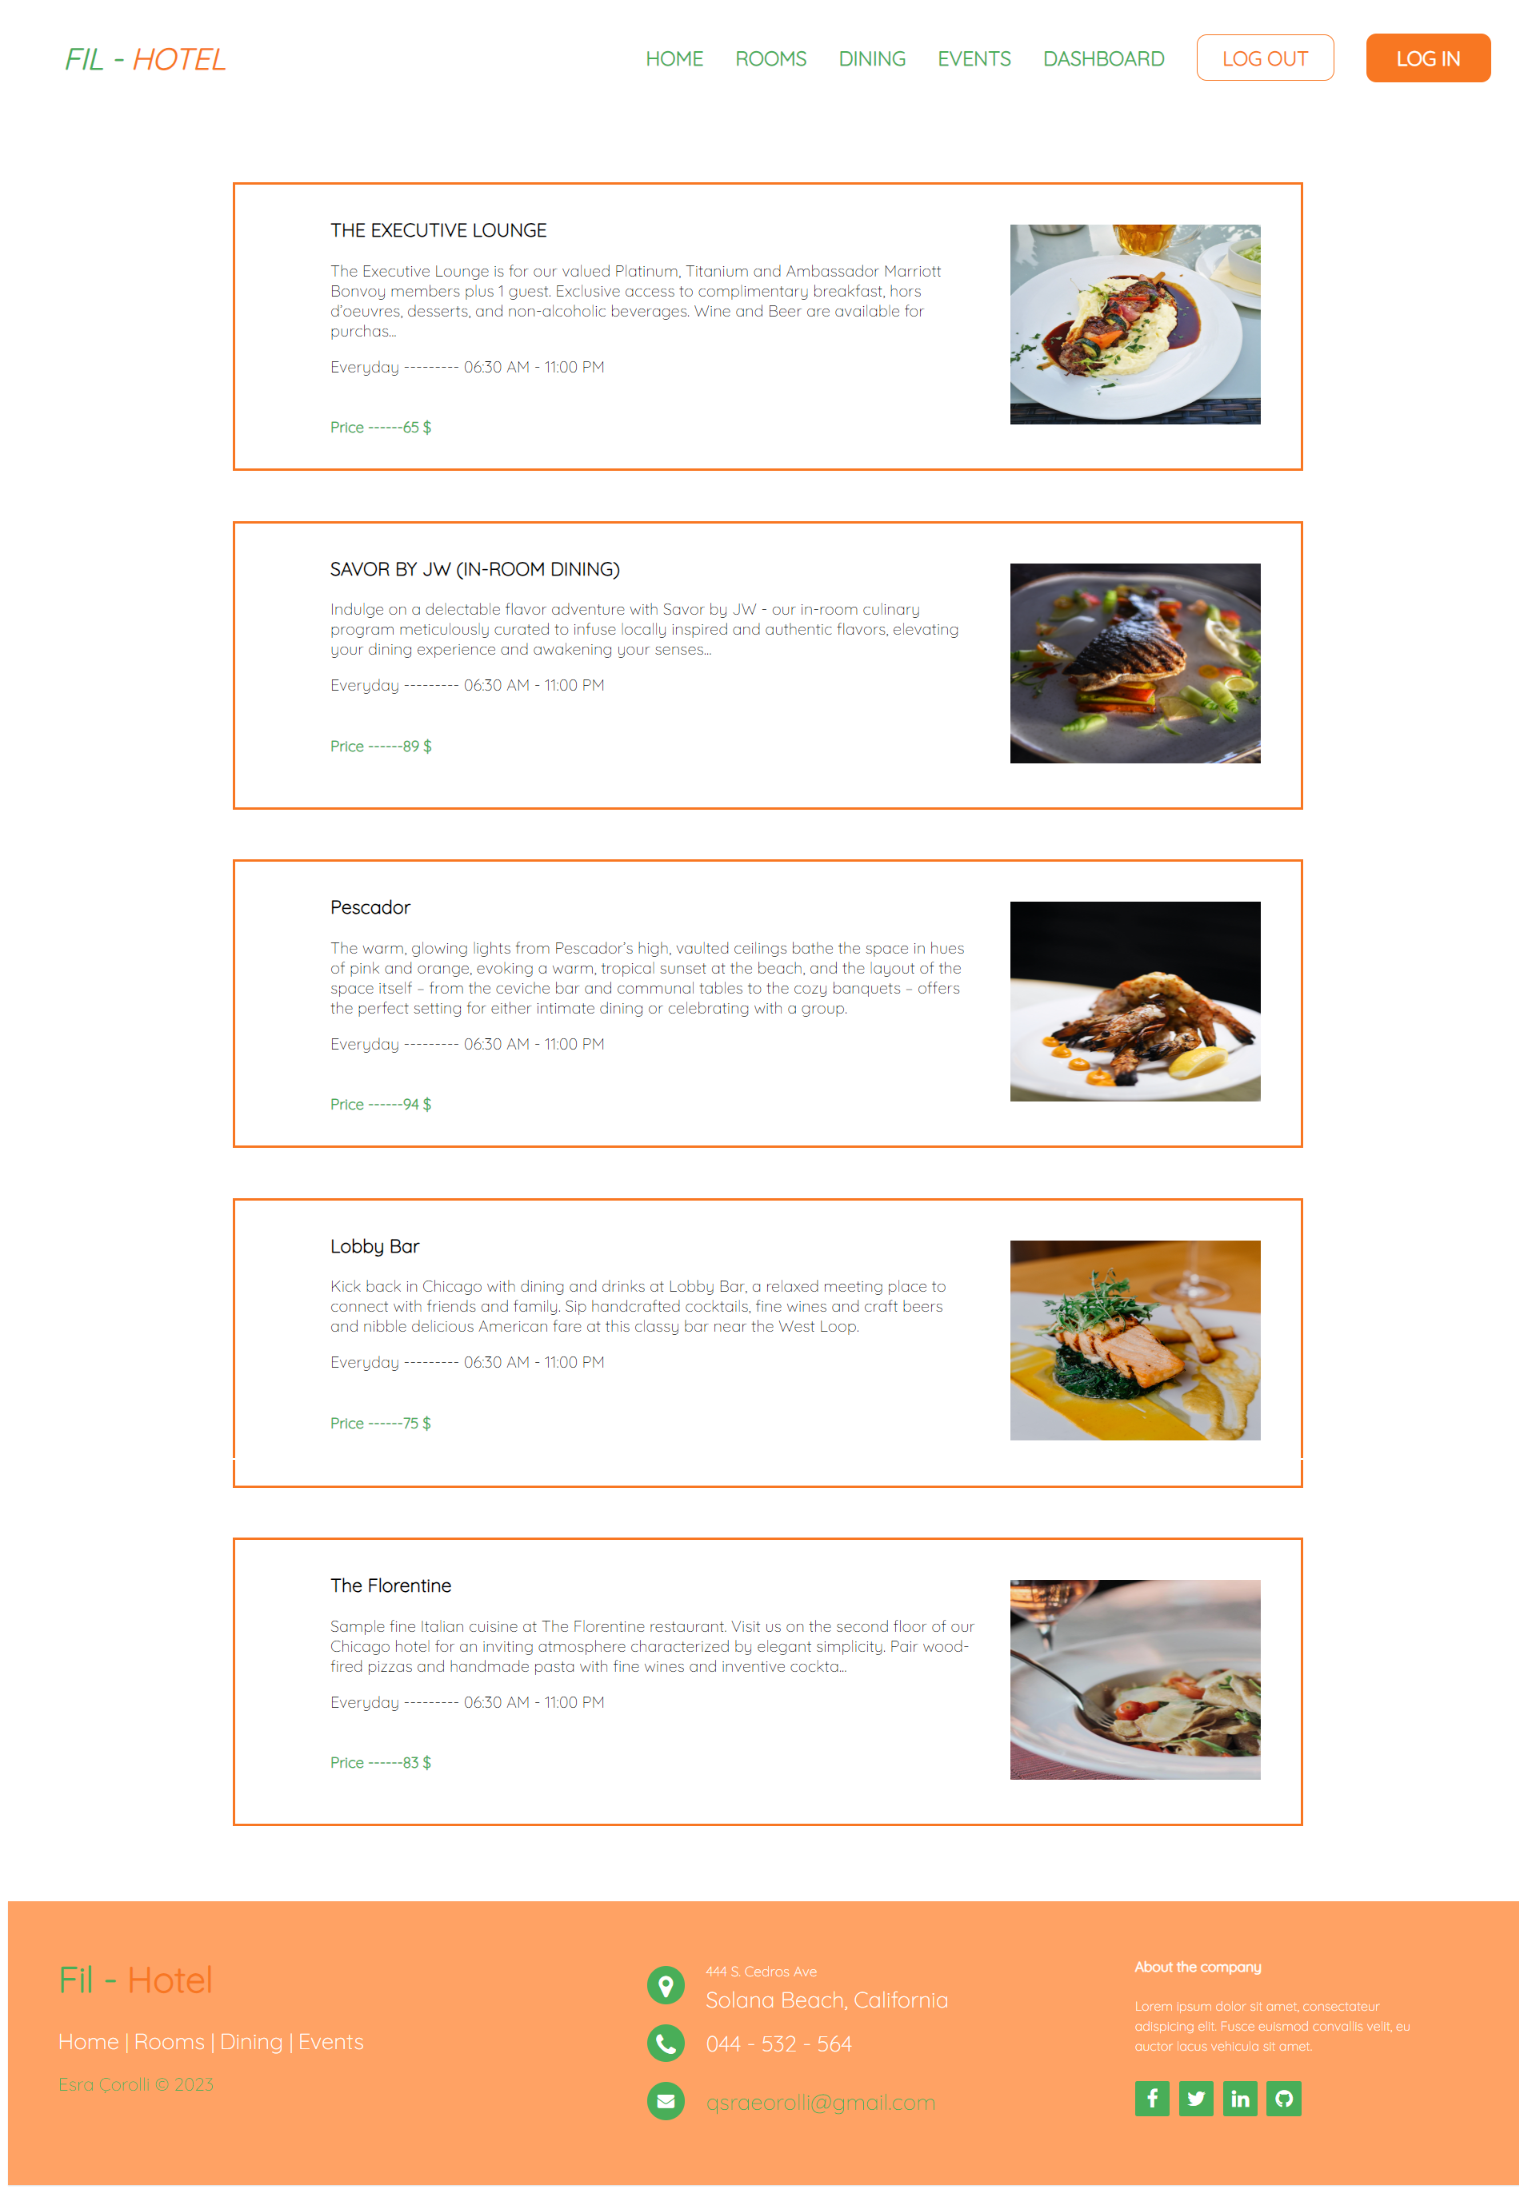 FIL - HOTEL
HOME ROOMS DINING EVENTS DASHBOARD LOG OUT LOG IN
THE EXECUTIVE LOUNGE
The Executive Lounge is for our valued Platinum, Titanium and Ambassador Marriott
Bonvoy members plus 1 guest. Exclusive access to complimentary breakfast, hors
d'oeuvres, desserts, and non-alcoholic beverages. Wine and Beer are available for
purchas...
Everyday --------- 06:30 AM - 11:00 PM
Price ------65 $
SAVOR BY JW (IN-ROOM DINING)
Indulge on a delectable flavor adventure with Savor by JW - our in-room culinary
program meticulously curated to infuse locally inspired and authentic flavors, elevating
your dining experience and awakening your senses...
Everyday --------- 06:30 AM - 11:00 PM
Price ------89 $
Pescador
The warm, glowing lights from Pescador's high, vaulted ceilings bathe the space in hues
of pink and orange, evoking a warm, tropical sunset at the beach, and the layout of the
space itself – from the ceviche bar and communal tables to the cozy banquets – offers
the perfect setting for either intimate dining or celebrating with a group.
Everyday --------- 06:30 AM - 11:00 PM
Price ------94 $
Lobby Bar
Kick back in Chicago with dining and drinks at Lobby Bar, a relaxed meeting place to
connect with friends and family. Sip handcrafted cocktails, fine wines and craft beers
and nibble delicious American fare at this classy bar near the West Loop.
Everyday --------- 06:30 AM - 11:00 PM
Price ------75 $
The Florentine
Sample fine Italian cuisine at The Florentine restaurant. Visit us on the second floor of our
Chicago hotel for an inviting atmosphere characterized by elegant simplicity. Pair wood-
fired pizzas and handmade pasta with fine wines and inventive cockta...
Everyday --------- 06:30 AM - 11:00 PM
Price ------83 $
Fil - Hotel
Home | Rooms | Dining | Events
Esra Çorolli © 2023
444 S. Cedros Ave
Solana Beach, California
044 - 532 - 564
qsraeorolli@gmail.com
About the company
Lorem ipsum dolor sit amet, consectateur
adispicing elit. Fusce euismod convallis velit, eu
auctor lacus vehicula sit amet.